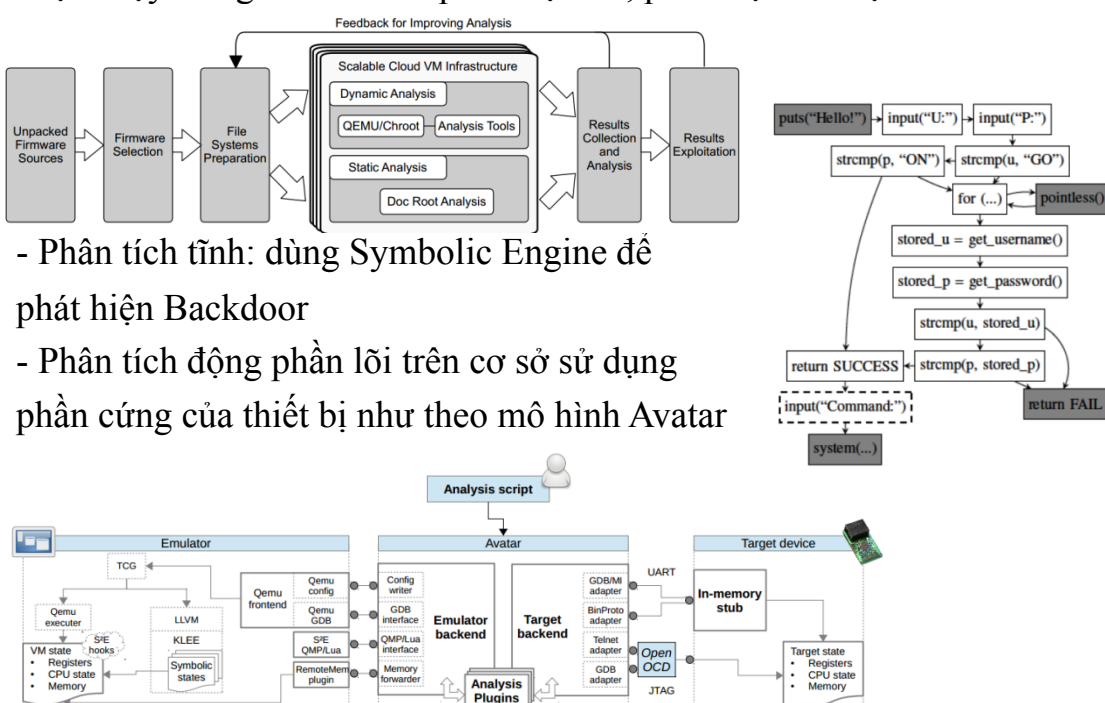 Feedback for Improving Analysis
Unpacked
Firmware
Sources
Firmware
Selection
File
Systems
Preparation
Scalable Cloud VM Infrastructure
Dynamic Analysis
QEMU/Chroot
Analysis Tools
Static Analysis
Doc Root Analysis
Results
Collection
and
Analysis
Results
Exploitation
puts(“Hello!”)
input(“U:”)
input(“P:”)
strcmp(p, “ON”)
strcmp(u, “GO”)
for (...)
pointless()
stored_u = get_username()
stored_p = get_password()
strcmp(u, stored_u)
return SUCCESS
strcmp(p, stored_p)
input(“Command:”)
return FAIL
system(...)
- Phân tích tĩnh: dùng Symbolic Engine để
phát hiện Backdoor
- Phân tích động phần lõi trên cơ sở sử dụng
phần cứng của thiết bị như theo mô hình Avatar
Analysis script
Emulator
Avatar
Target device
TCG
Qemu
executer
LLVM
KLEE
S²E
hooks
VM state
• Registers
• CPU state
• Memory
Symbolic
states
Qemu
frontend
Qemu
config
Qemu
GDB
S²E
QMP/Lua
RemoteMem
plugin
Config
writer
GDB
interface
QMP/Lua
interface
Memory
forwarder
Emulator
backend
Target
backend
Analysis
Plugins
GDB/MI
adapter
BinProto
adapter
Telnet
adapter
GDB
adapter
UART
Open
OCD
JTAG
In-memory
stub
Target state
• Registers
• CPU state
• Memory